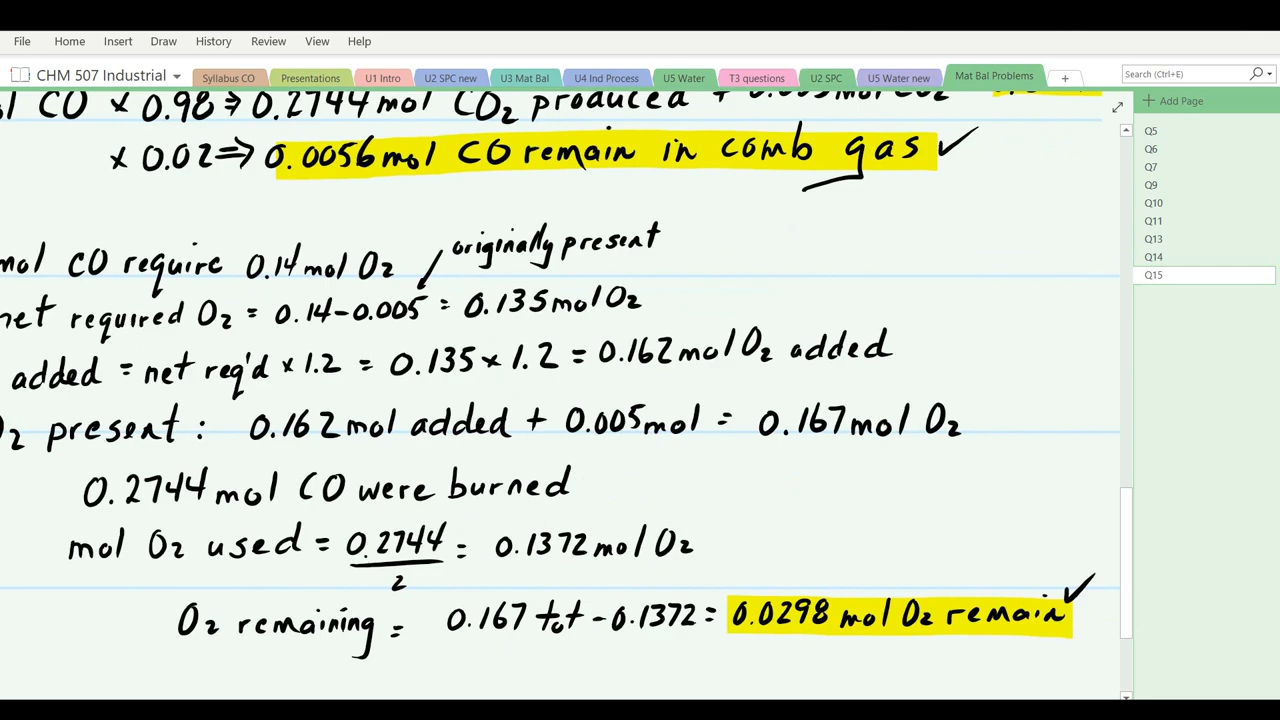 File Home Insert Draw History Review View Help
CHM 507 Industrial Syllabus CO Presentations U1 Intro U2 SPC new U3 Mat Bal U4 Ind Process U5 Water T3 questions U2 SPC U5 Water new Mat Bal Problems + Search (Ctrl+E)
+ Add Page
Q5
Q6
Q7
Q9
Q10
Q11
Q13
Q14
Q15
CO × 0.98 ⇒ 0.2744 mol CO2 produced +
× 0.02 ⇒ 0.0056 mol CO remain in comb gas ✓
originally present
mol CO require 0.14 mol O2
net required O2 = 0.14 - 0.005 = 0.135 mol O2
added = net req'd × 1.2 = 0.135 × 1.2 = 0.162 mol O2 added
O2 present : 0.162 mol added + 0.005 mol = 0.167 mol O2
0.2744 mol CO were burned
mol O2 used = 0.2744 = 0.1372 mol O2
2
O2 remaining = 0.167 tot - 0.1372 = 0.0298 mol O2 remain ✓